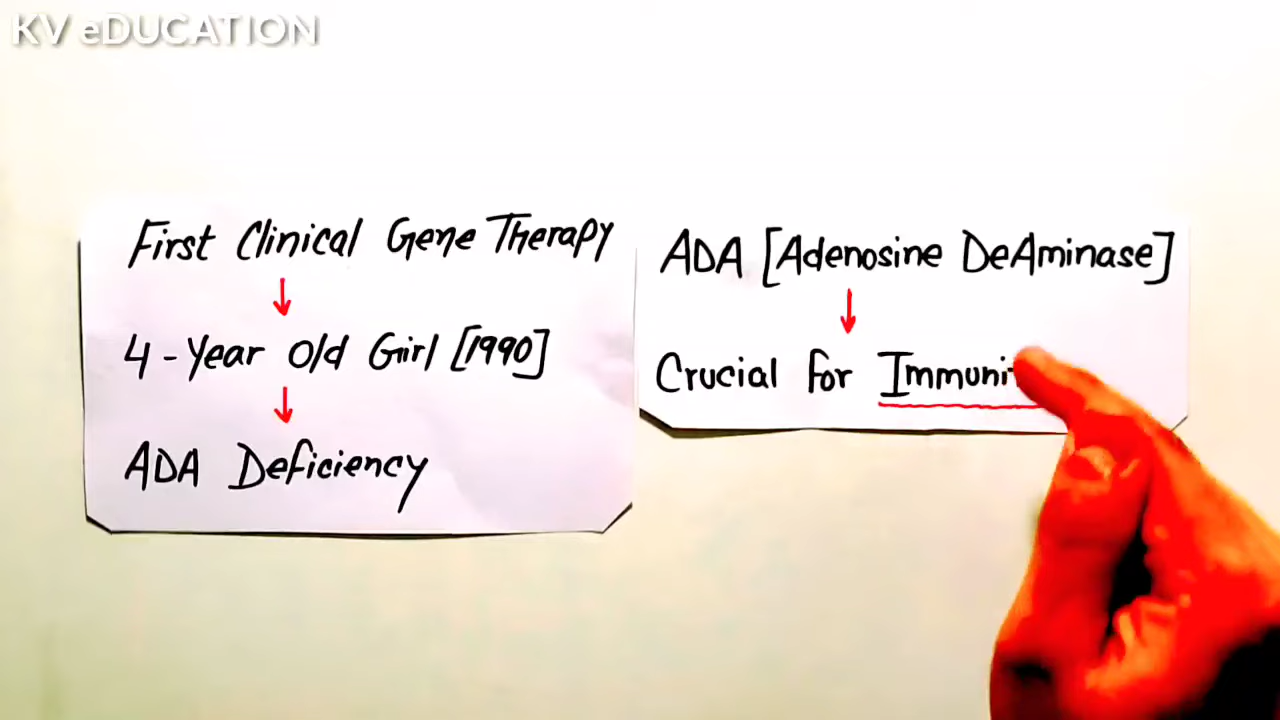 KV eDUCATION
First Clinical Gene Therapy
4-Year Old Girl [1990]
ADA Deficiency
ADA [Adenosine DeAminase]
Crucial for